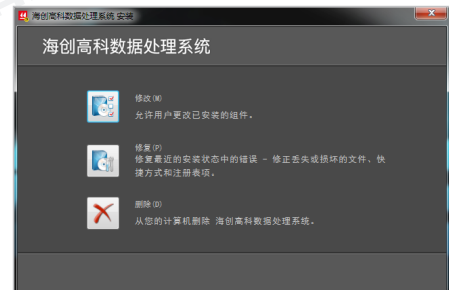 海创高科数据处理系统 安装
海创高科数据处理系统
修改(M)
允许用户更改已安装的组件。
修复(P)
修复最近的安装状态中的错误 - 修正丢失或损坏的文件、快
捷方式和注册表项。
删除(D)
从您的计算机删除 海创高科数据处理系统。